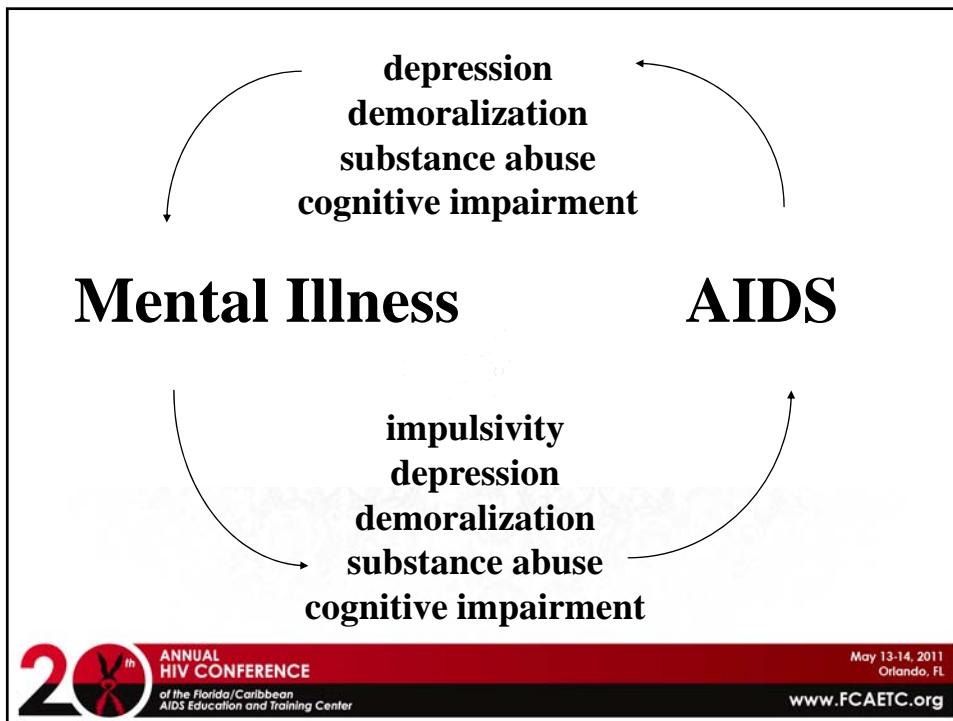 depression
demoralization
substance abuse
cognitive impairment
Mental Illness AIDS
impulsivity
depression
demoralization
substance abuse
cognitive impairment
20th ANNUAL
HIV CONFERENCE
of the Florida/Caribbean
AIDS Education and Training Center
May 13-14, 2011
Orlando, FL
www.FCAETC.org